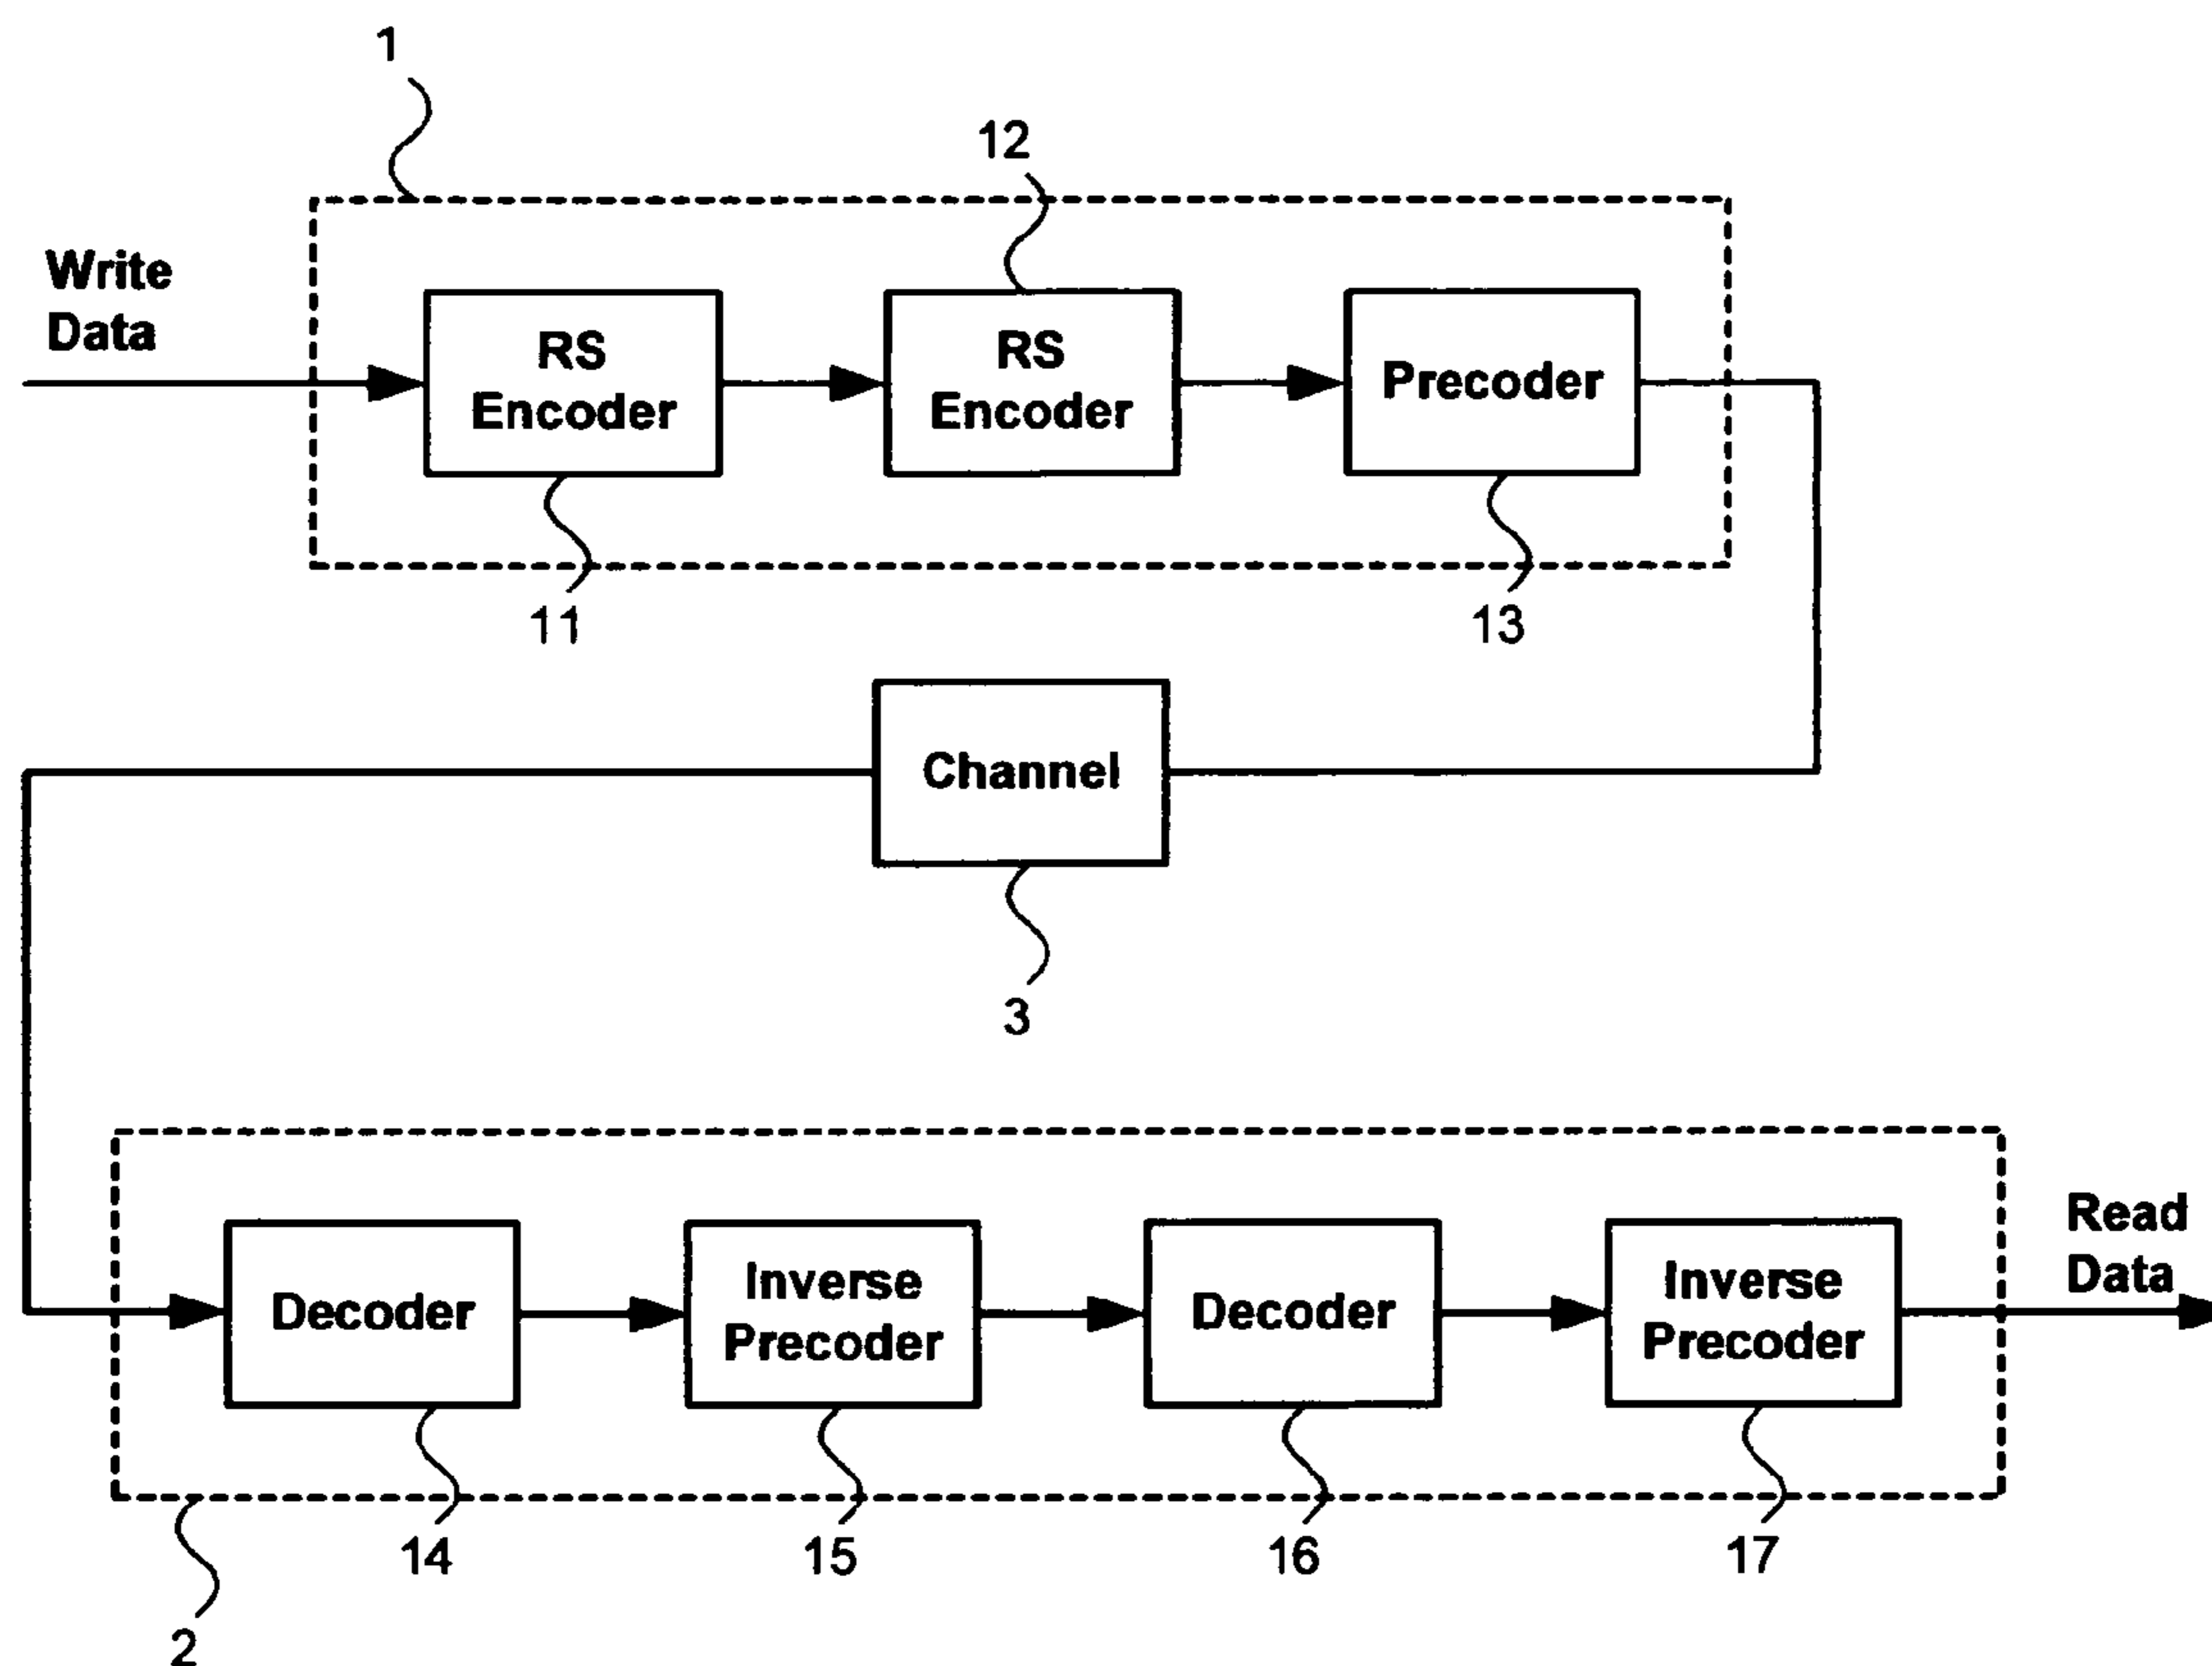 1
12
Write
Data
RS
Encoder
RS
Encoder
Precoder
11
13
Channel
3
Read
Data
Decoder
Inverse
Precoder
Decoder
Inverse
Precoder
14
15
16
17
2